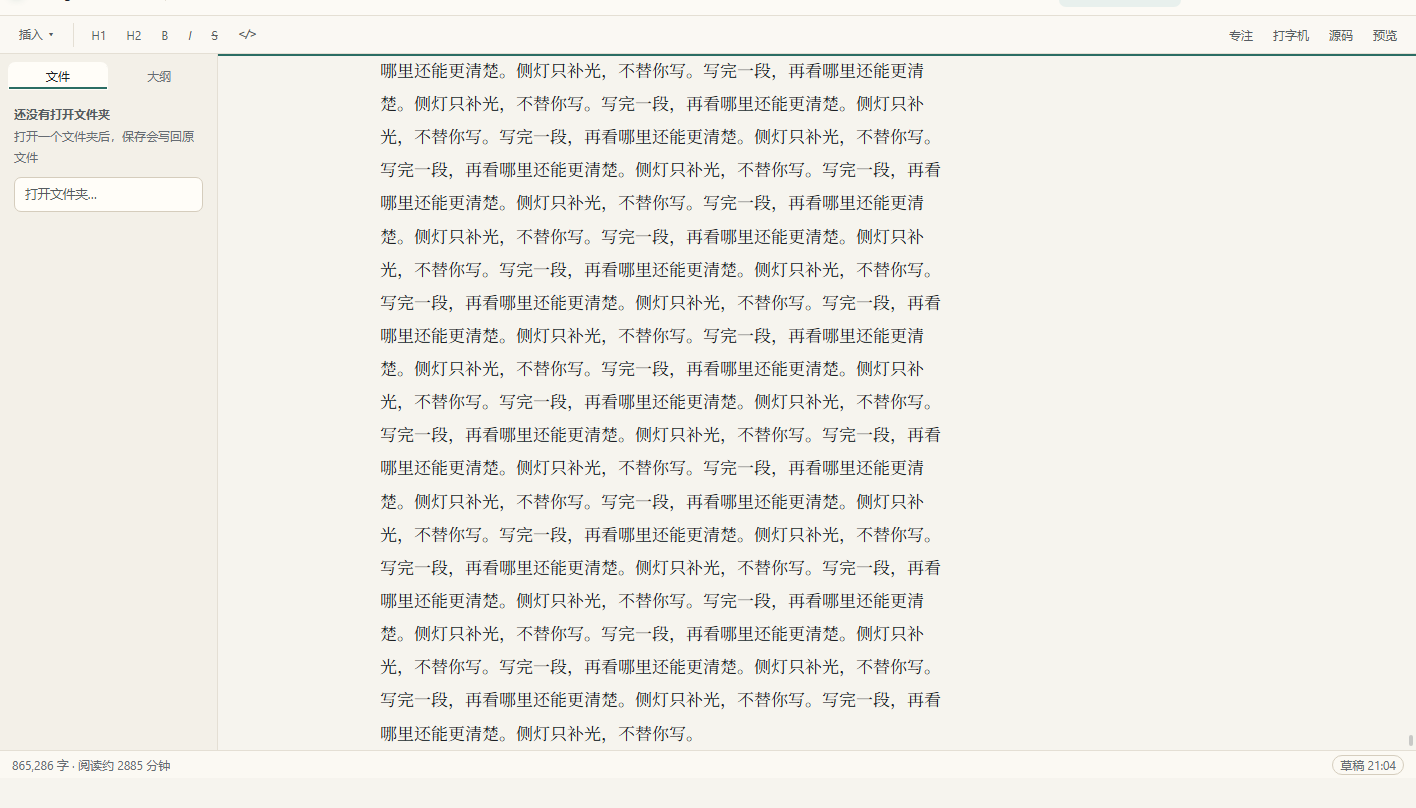 插入 ▾ H1 H2 B I S </> 专注 打字机 源码 预览
文件 大纲
还没有打开文件夹
打开一个文件夹后，保存会写回原
文件
打开文件夹...
哪里还能更清楚。侧灯只补光，不替你写。写完一段，再看哪里还能更清
楚。侧灯只补光，不替你写。写完一段，再看哪里还能更清楚。侧灯只补
光，不替你写。写完一段，再看哪里还能更清楚。侧灯只补光，不替你写。
写完一段，再看哪里还能更清楚。侧灯只补光，不替你写。写完一段，再看
哪里还能更清楚。侧灯只补光，不替你写。写完一段，再看哪里还能更清
楚。侧灯只补光，不替你写。写完一段，再看哪里还能更清楚。侧灯只补
光，不替你写。写完一段，再看哪里还能更清楚。侧灯只补光，不替你写。
写完一段，再看哪里还能更清楚。侧灯只补光，不替你写。写完一段，再看
哪里还能更清楚。侧灯只补光，不替你写。写完一段，再看哪里还能更清
楚。侧灯只补光，不替你写。写完一段，再看哪里还能更清楚。侧灯只补
光，不替你写。写完一段，再看哪里还能更清楚。侧灯只补光，不替你写。
写完一段，再看哪里还能更清楚。侧灯只补光，不替你写。写完一段，再看
哪里还能更清楚。侧灯只补光，不替你写。写完一段，再看哪里还能更清
楚。侧灯只补光，不替你写。写完一段，再看哪里还能更清楚。侧灯只补
光，不替你写。写完一段，再看哪里还能更清楚。侧灯只补光，不替你写。
写完一段，再看哪里还能更清楚。侧灯只补光，不替你写。写完一段，再看
哪里还能更清楚。侧灯只补光，不替你写。写完一段，再看哪里还能更清
楚。侧灯只补光，不替你写。写完一段，再看哪里还能更清楚。侧灯只补
光，不替你写。写完一段，再看哪里还能更清楚。侧灯只补光，不替你写。
写完一段，再看哪里还能更清楚。侧灯只补光，不替你写。写完一段，再看
哪里还能更清楚。侧灯只补光，不替你写。
865,286 字 · 阅读约 2885 分钟 草稿 21:04